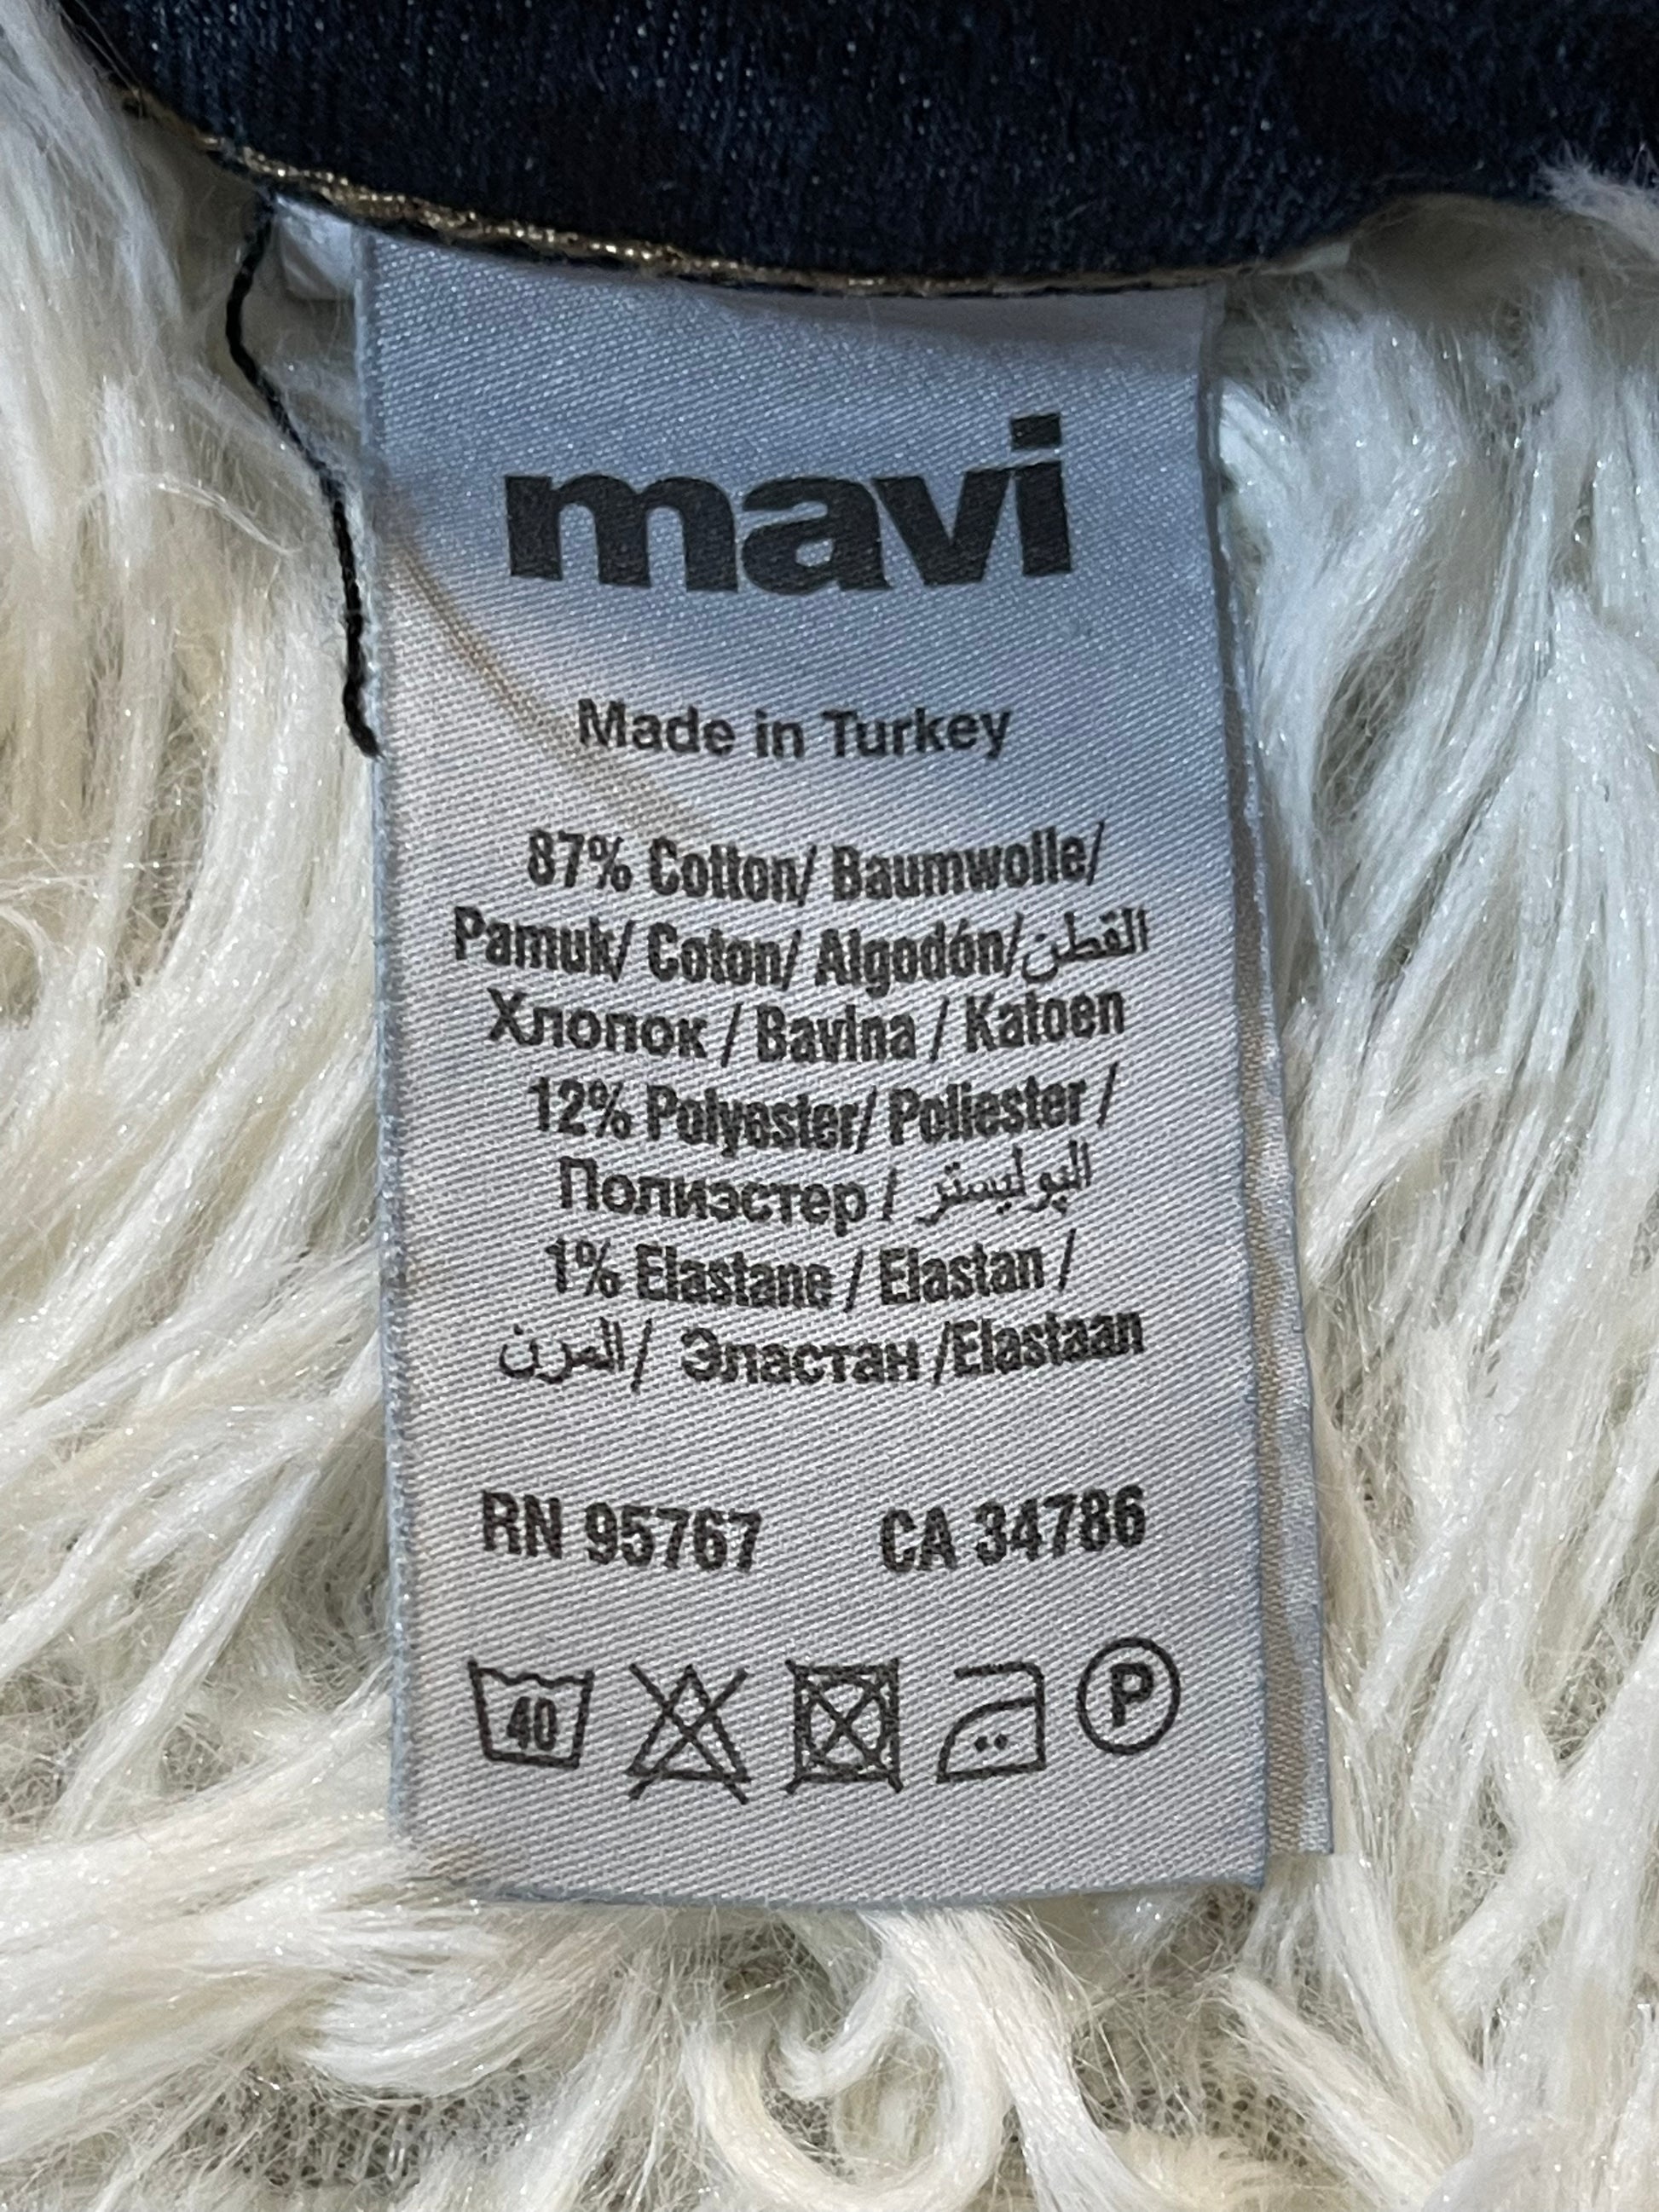 mavi
Made in Turkey
87% Cotton/ Baumwolle/
Pamuk/ Coton/ Algodón/القطن
Хлопок / Bavlna / Katoen
12% Polyester/ Poliester /
Полиэстер / البوليستر
1% Elastane / Elastan /
المرن / Эластан /Elastaan
RN 95767 CA 34786
40 P